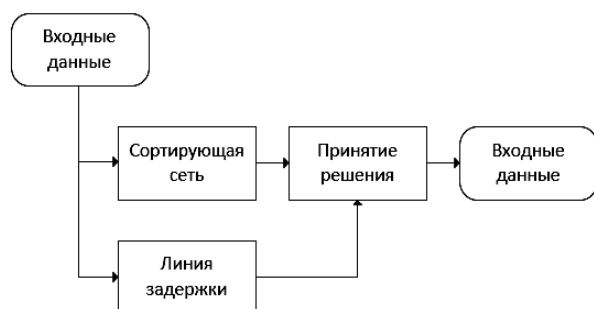 Входные
данные
Сортирующая
сеть
Принятие
решения
Входные
данные
Линия
задержки